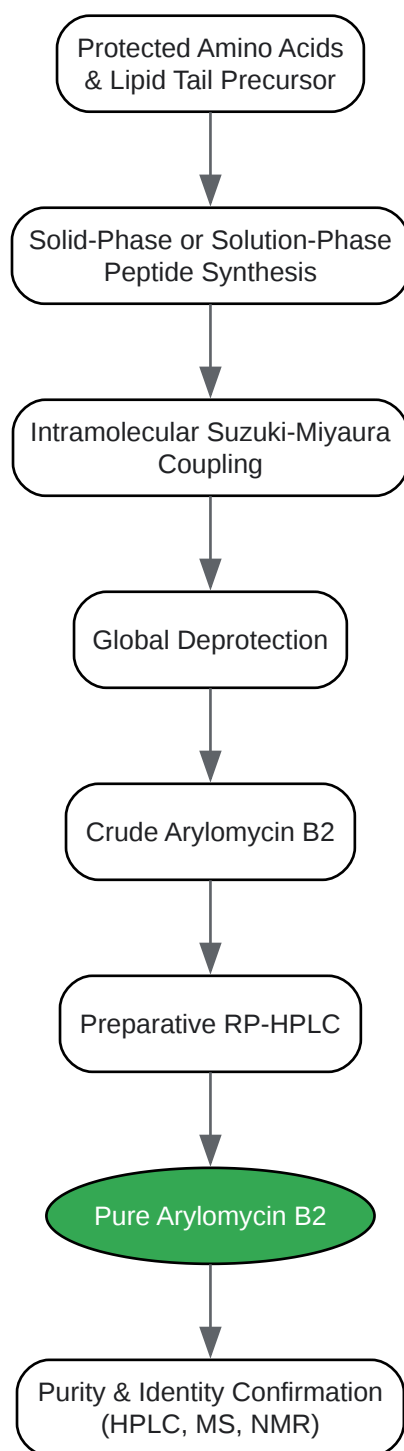 Protected Amino Acids
& Lipid Tail Precursor
Solid-Phase or Solution-Phase
Peptide Synthesis
Intramolecular Suzuki-Miyaura
Coupling
Global Deprotection
Crude Arylomycin B2
Preparative RP-HPLC
Pure Arylomycin B2
Purity & Identity Confirmation
(HPLC, MS, NMR)